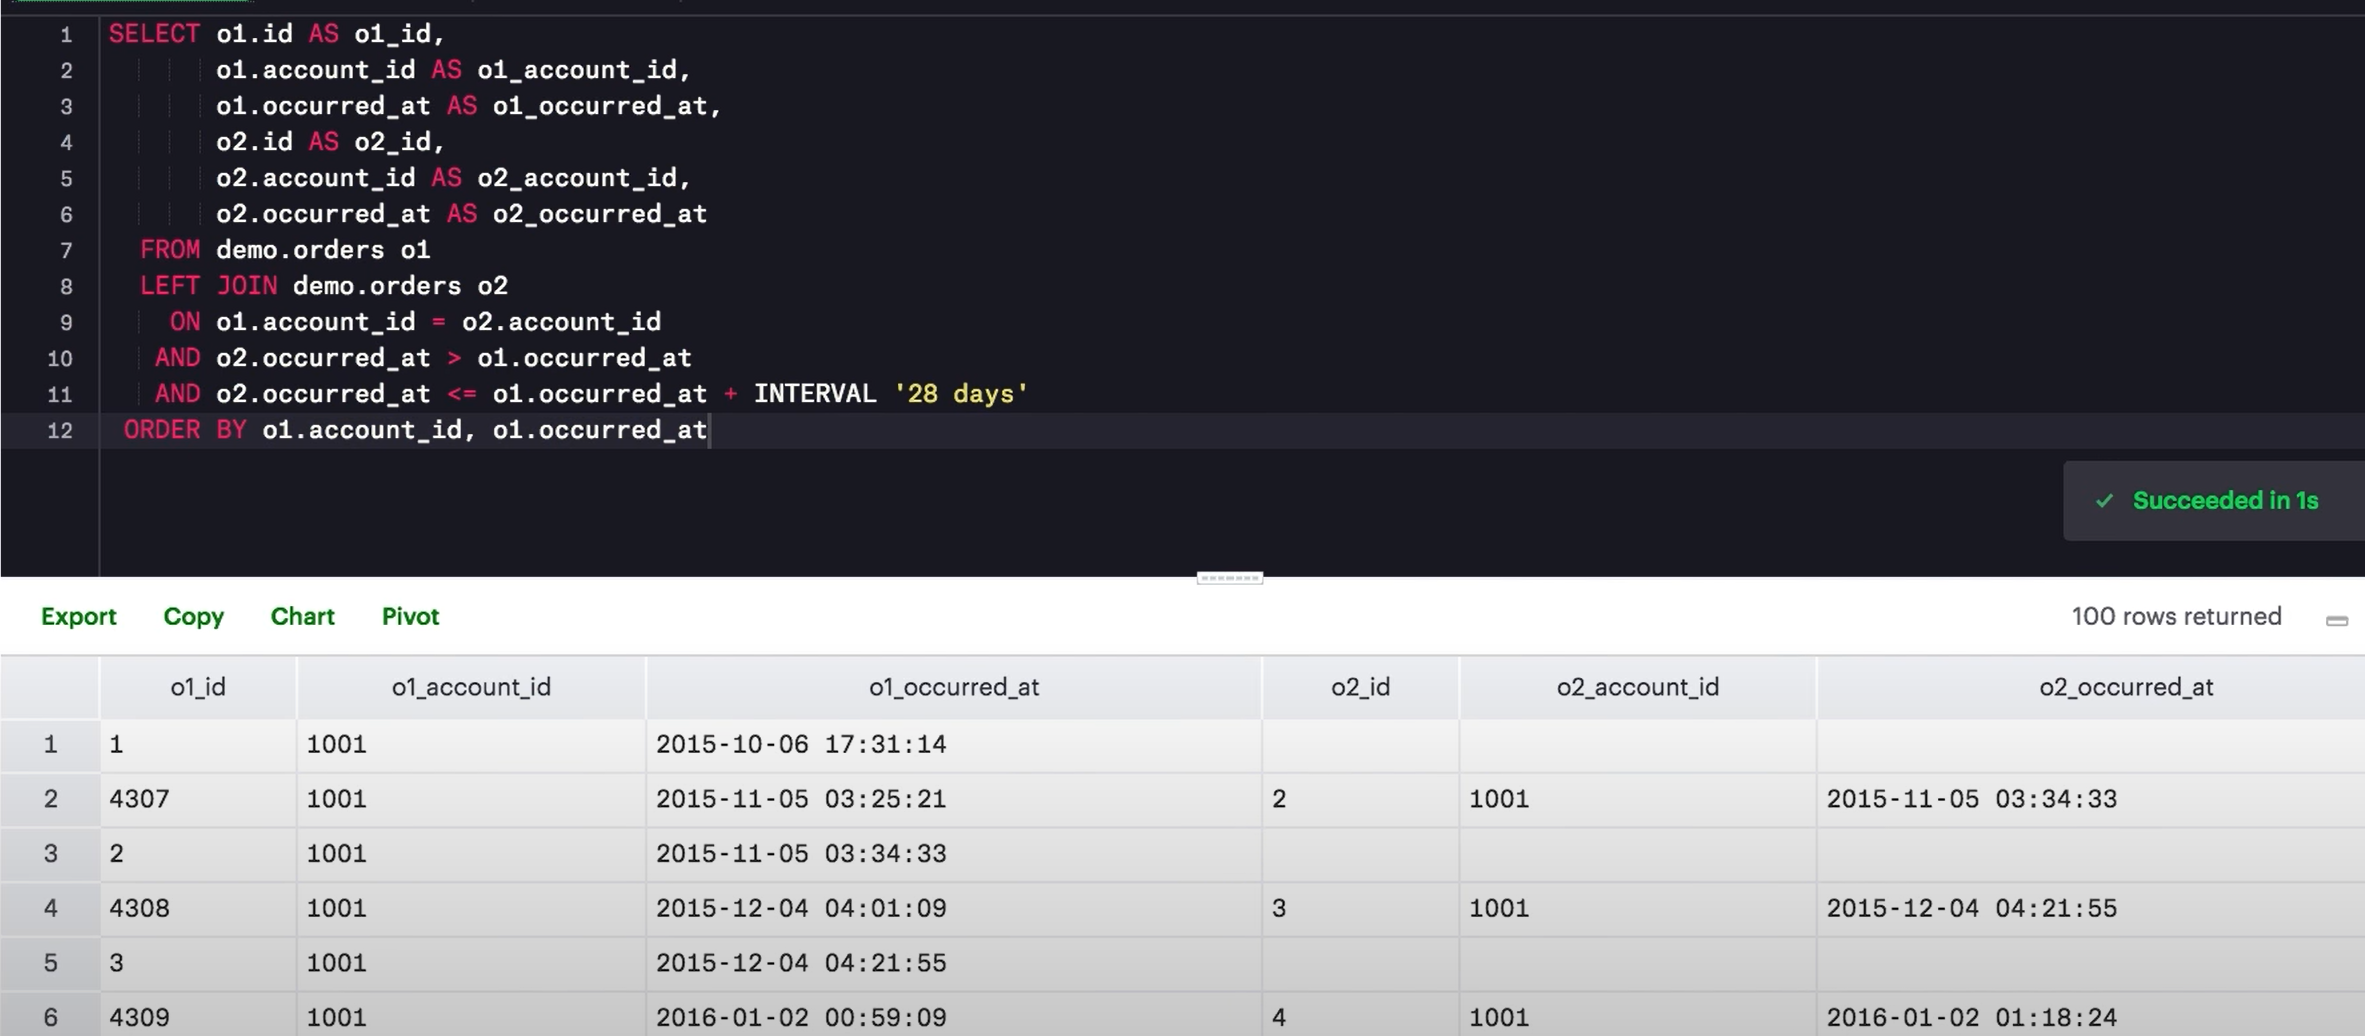 1 SELECT o1.id AS o1_id,
2 o1.account_id AS o1_account_id,
3 o1.occurred_at AS o1_occurred_at,
4 o2.id AS o2_id,
5 o2.account_id AS o2_account_id,
6 o2.occurred_at AS o2_occurred_at
7 FROM demo.orders o1
8 LEFT JOIN demo.orders o2
9 ON o1.account_id = o2.account_id
10 AND o2.occurred_at > o1.occurred_at
11 AND o2.occurred_at <= o1.occurred_at + INTERVAL '28 days'
12 ORDER BY o1.account_id, o1.occurred_at
✓ Succeeded in 1s
Export Copy Chart Pivot 100 rows returned
o1_id o1_account_id o1_occurred_at o2_id o2_account_id o2_occurred_at
1 1 1001 2015-10-06 17:31:14
2 4307 1001 2015-11-05 03:25:21 2 1001 2015-11-05 03:34:33
3 2 1001 2015-11-05 03:34:33
4 4308 1001 2015-12-04 04:01:09 3 1001 2015-12-04 04:21:55
5 3 1001 2015-12-04 04:21:55
6 4309 1001 2016-01-02 00:59:09 4 1001 2016-01-02 01:18:24